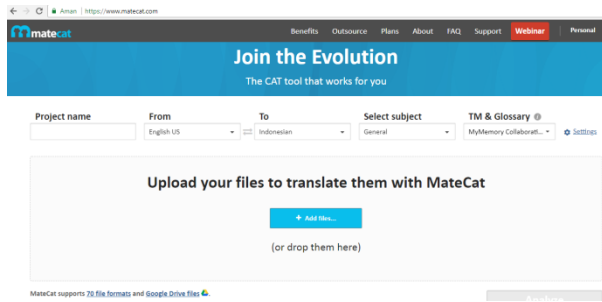 Aman | https://www.matecat.com
matecat
Benefits Outsource Plans About FAQ Support Webinar Personal
Join the Evolution
The CAT tool that works for you
Project name From To Select subject TM & Glossary
English US Indonesian General MyMemory Collaborati... Settings
Upload your files to translate them with MateCat
+ Add files...
(or drop them here)
MateCat supports 70 file formats and Google Drive files
Analyze